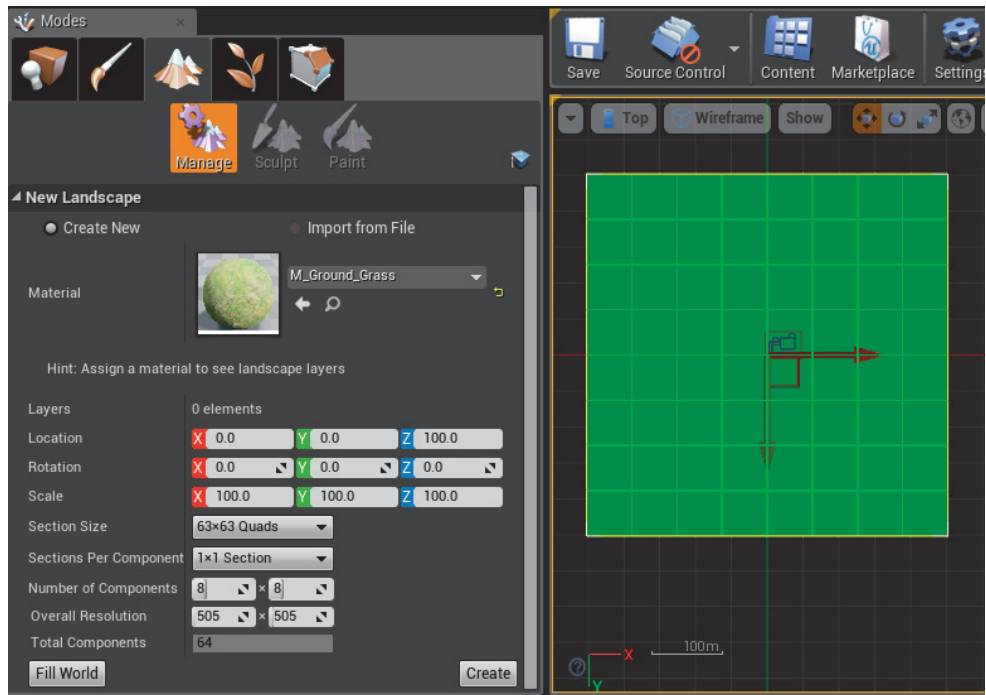 Modes
Save
Source Control
Content
Marketplace
Settings
Top
Wireframe
Show
Manage
Sculpt
Paint
New Landscape
Create New
Import from File
Material
M_Ground_Grass
Hint: Assign a material to see landscape layers
Layers 0 elements
Location X 0.0 Y 0.0 Z 100.0
Rotation X 0.0 Y 0.0 Z 0.0
Scale X 100.0 Y 100.0 Z 100.0
Section Size 63×63 Quads
Sections Per Component 1×1 Section
Number of Components 8 × 8
Overall Resolution 505 × 505
Total Components 64
Fill World
Create
100m
X
Y